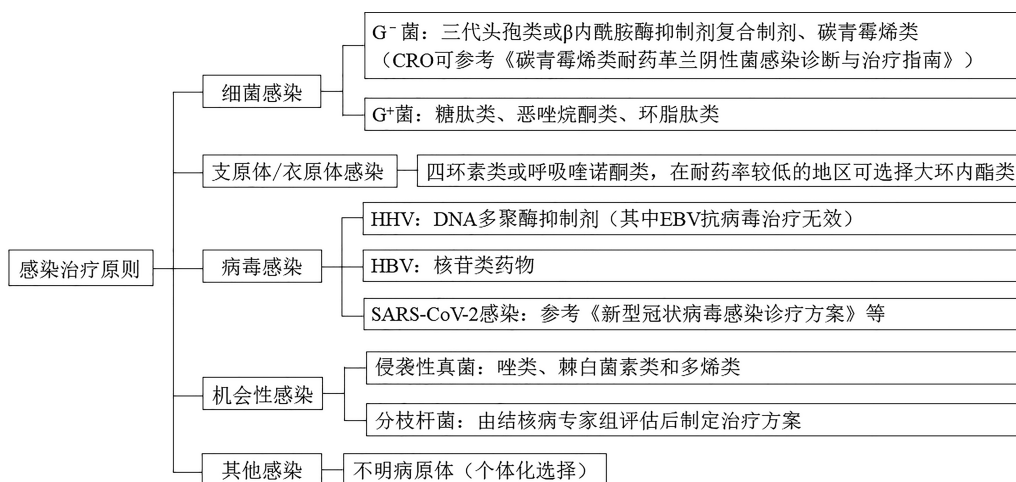 感染治疗原则
细菌感染
G⁻菌：三代头孢类或β内酰胺酶抑制剂复合制剂、碳青霉烯类
（CRO可参考《碳青霉烯类耐药革兰阴性菌感染诊断与治疗指南》）
G⁺菌：糖肽类、恶唑烷酮类、环脂肽类
支原体/衣原体感染
四环素类或呼吸喹诺酮类，在耐药率较低的地区可选择大环内酯类
病毒感染
HHV：DNA多聚酶抑制剂（其中EBV抗病毒治疗无效）
HBV：核苷类药物
SARS-CoV-2感染：参考《新型冠状病毒感染诊疗方案》等
机会性感染
侵袭性真菌：唑类、棘白菌素类和多烯类
分枝杆菌：由结核病专家组评估后制定治疗方案
其他感染
不明病原体（个体化选择）